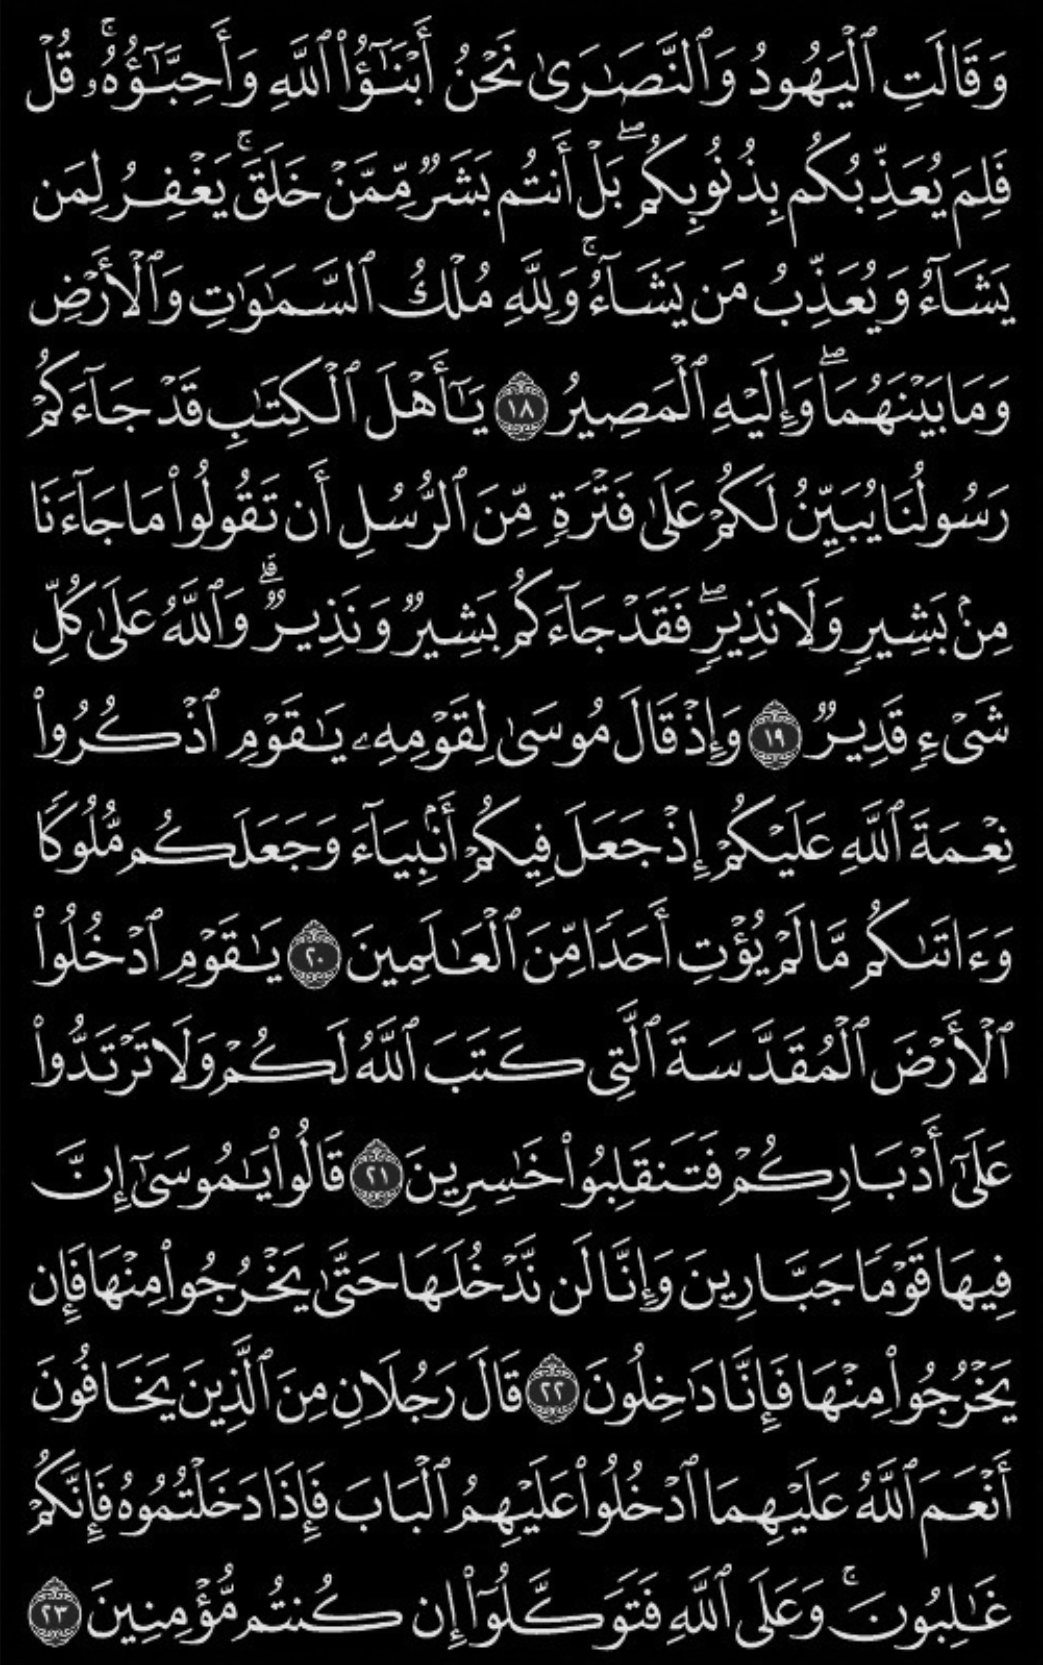 وَقَالَتِ ٱلْيَهُودُ وَٱلنَّصَـٰرَىٰ نَحْنُ أَبْنَـٰٓؤُا۟ ٱللَّهِ وَأَحِبَّـٰٓؤُهُۥۚ قُلْ
فَلِمَ يُعَذِّبُكُم بِذُنُوبِكُمۖ بَلْ أَنتُم بَشَرٌ مِّمَّنْ خَلَقَۚ يَغْفِرُ لِمَن
يَشَآءُ وَيُعَذِّبُ مَن يَشَآءُۚ وَلِلَّهِ مُلْكُ ٱلسَّمَـٰوَٰتِ وَٱلْأَرْضِ
وَمَا بَيْنَهُمَاۖ وَإِلَيْهِ ٱلْمَصِيرُ ١٨ يَـٰٓأَهْلَ ٱلْكِتَـٰبِ قَدْ جَآءَكُمْ
رَسُولُنَا يُبَيِّنُ لَكُمْ عَلَىٰ فَتْرَةٍ مِّنَ ٱلرُّسُلِ أَن تَقُولُوا۟ مَا جَآءَنَا
مِنۢ بَشِيرٍ وَلَا نَذِيرٍۖ فَقَدْ جَآءَكُم بَشِيرٌ وَنَذِيرٌۗ وَٱللَّهُ عَلَىٰ كُلِّ
شَىْءٍ قَدِيرٌ ١٩ وَإِذْ قَالَ مُوسَىٰ لِقَوْمِهِۦ يَـٰقَوْمِ ٱذْكُرُوا۟
نِعْمَةَ ٱللَّهِ عَلَيْكُمْ إِذْ جَعَلَ فِيكُمْ أَنۢبِيَآءَ وَجَعَلَكُم مُّلُوكًا
وَءَاتَىٰكُم مَّا لَمْ يُؤْتِ أَحَدًا مِّنَ ٱلْعَـٰلَمِينَ ٢٠ يَـٰقَوْمِ ٱدْخُلُوا۟
ٱلْأَرْضَ ٱلْمُقَدَّسَةَ ٱلَّتِى كَتَبَ ٱللَّهُ لَكُمْ وَلَا تَرْتَدُّوا۟
عَلَىٰٓ أَدْبَارِكُمْ فَتَنقَلِبُوا۟ خَـٰسِرِينَ ٢١ قَالُوا۟ يَـٰمُوسَىٰٓ إِنَّ
فِيهَا قَوْمًا جَبَّارِينَ وَإِنَّا لَن نَّدْخُلَهَا حَتَّىٰ يَخْرُجُوا۟ مِنْهَا فَإِن
يَخْرُجُوا۟ مِنْهَا فَإِنَّا دَٰخِلُونَ ٢٢ قَالَ رَجُلَانِ مِنَ ٱلَّذِينَ يَخَافُونَ
أَنْعَمَ ٱللَّهُ عَلَيْهِمَا ٱدْخُلُوا۟ عَلَيْهِمُ ٱلْبَابَ فَإِذَا دَخَلْتُمُوهُ فَإِنَّكُمْ
غَـٰلِبُونَۚ وَعَلَى ٱللَّهِ فَتَوَكَّلُوٓا۟ إِن كُنتُم مُّؤْمِنِينَ ٢٣